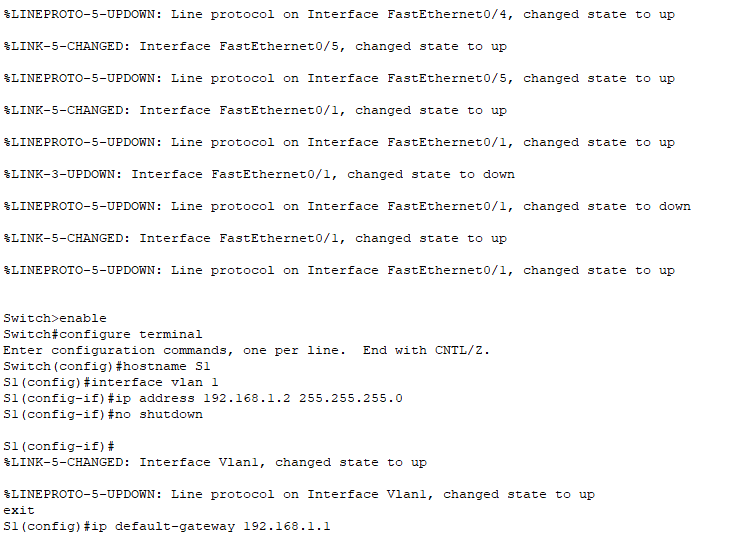 %LINEPROTO-5-UPDOWN: Line protocol on Interface FastEthernet0/4, changed state to up
%LINK-5-CHANGED: Interface FastEthernet0/5, changed state to up
%LINEPROTO-5-UPDOWN: Line protocol on Interface FastEthernet0/5, changed state to up
%LINK-5-CHANGED: Interface FastEthernet0/1, changed state to up
%LINEPROTO-5-UPDOWN: Line protocol on Interface FastEthernet0/1, changed state to up
%LINK-3-UPDOWN: Interface FastEthernet0/1, changed state to down
%LINEPROTO-5-UPDOWN: Line protocol on Interface FastEthernet0/1, changed state to down
%LINK-5-CHANGED: Interface FastEthernet0/1, changed state to up
%LINEPROTO-5-UPDOWN: Line protocol on Interface FastEthernet0/1, changed state to up
Switch>enable
Switch#configure terminal
Enter configuration commands, one per line.  End with CNTL/Z.
Switch(config)#hostname S1
S1(config)#interface vlan 1
S1(config-if)#ip address 192.168.1.2 255.255.255.0
S1(config-if)#no shutdown
S1(config-if)#
%LINK-5-CHANGED: Interface Vlan1, changed state to up
%LINEPROTO-5-UPDOWN: Line protocol on Interface Vlan1, changed state to up
exit
S1(config)#ip default-gateway 192.168.1.1